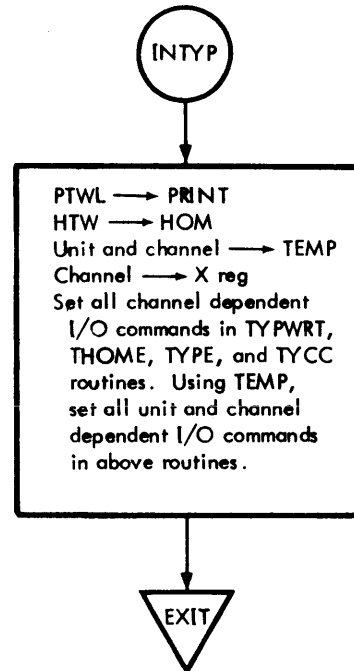 INTYP
PTWL → PRINT
HTW → HOM
Unit and channel → TEMP
Channel → X reg
Set all channel dependent
I/O commands in TYPWRT,
THOME, TYPE, and TYCC
routines. Using TEMP,
set all unit and channel
dependent I/O commands
in above routines.
EXIT